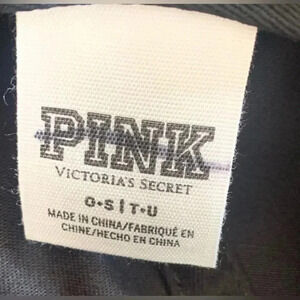 PINK
VICTORIA'S SECRET
O•S|T•U
MADE IN CHINA/FABRIQUÉ EN
CHINE/HECHO EN CHINA